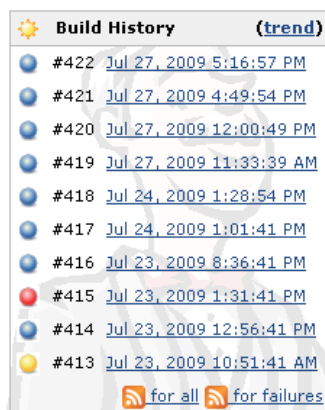 Build History (trend)
#422 Jul 27, 2009 5:16:57 PM
#421 Jul 27, 2009 4:49:54 PM
#420 Jul 27, 2009 12:00:49 PM
#419 Jul 27, 2009 11:33:39 AM
#418 Jul 24, 2009 1:28:54 PM
#417 Jul 24, 2009 1:01:41 PM
#416 Jul 23, 2009 8:36:41 PM
#415 Jul 23, 2009 1:31:41 PM
#414 Jul 23, 2009 12:56:41 PM
#413 Jul 23, 2009 10:51:41 AM
for all for failures